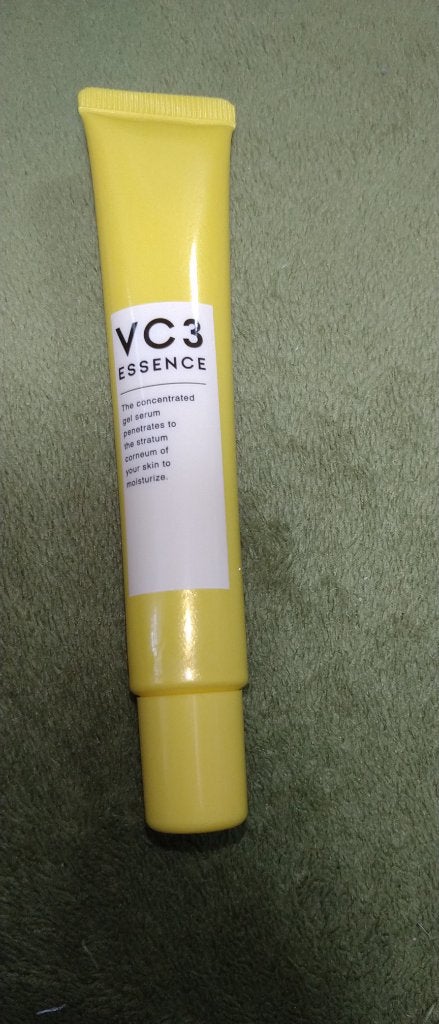 VC3
ESSENCE
The concentrated
gel serum
penetrates to
the stratum
corneum of
your skin to
moisturize.